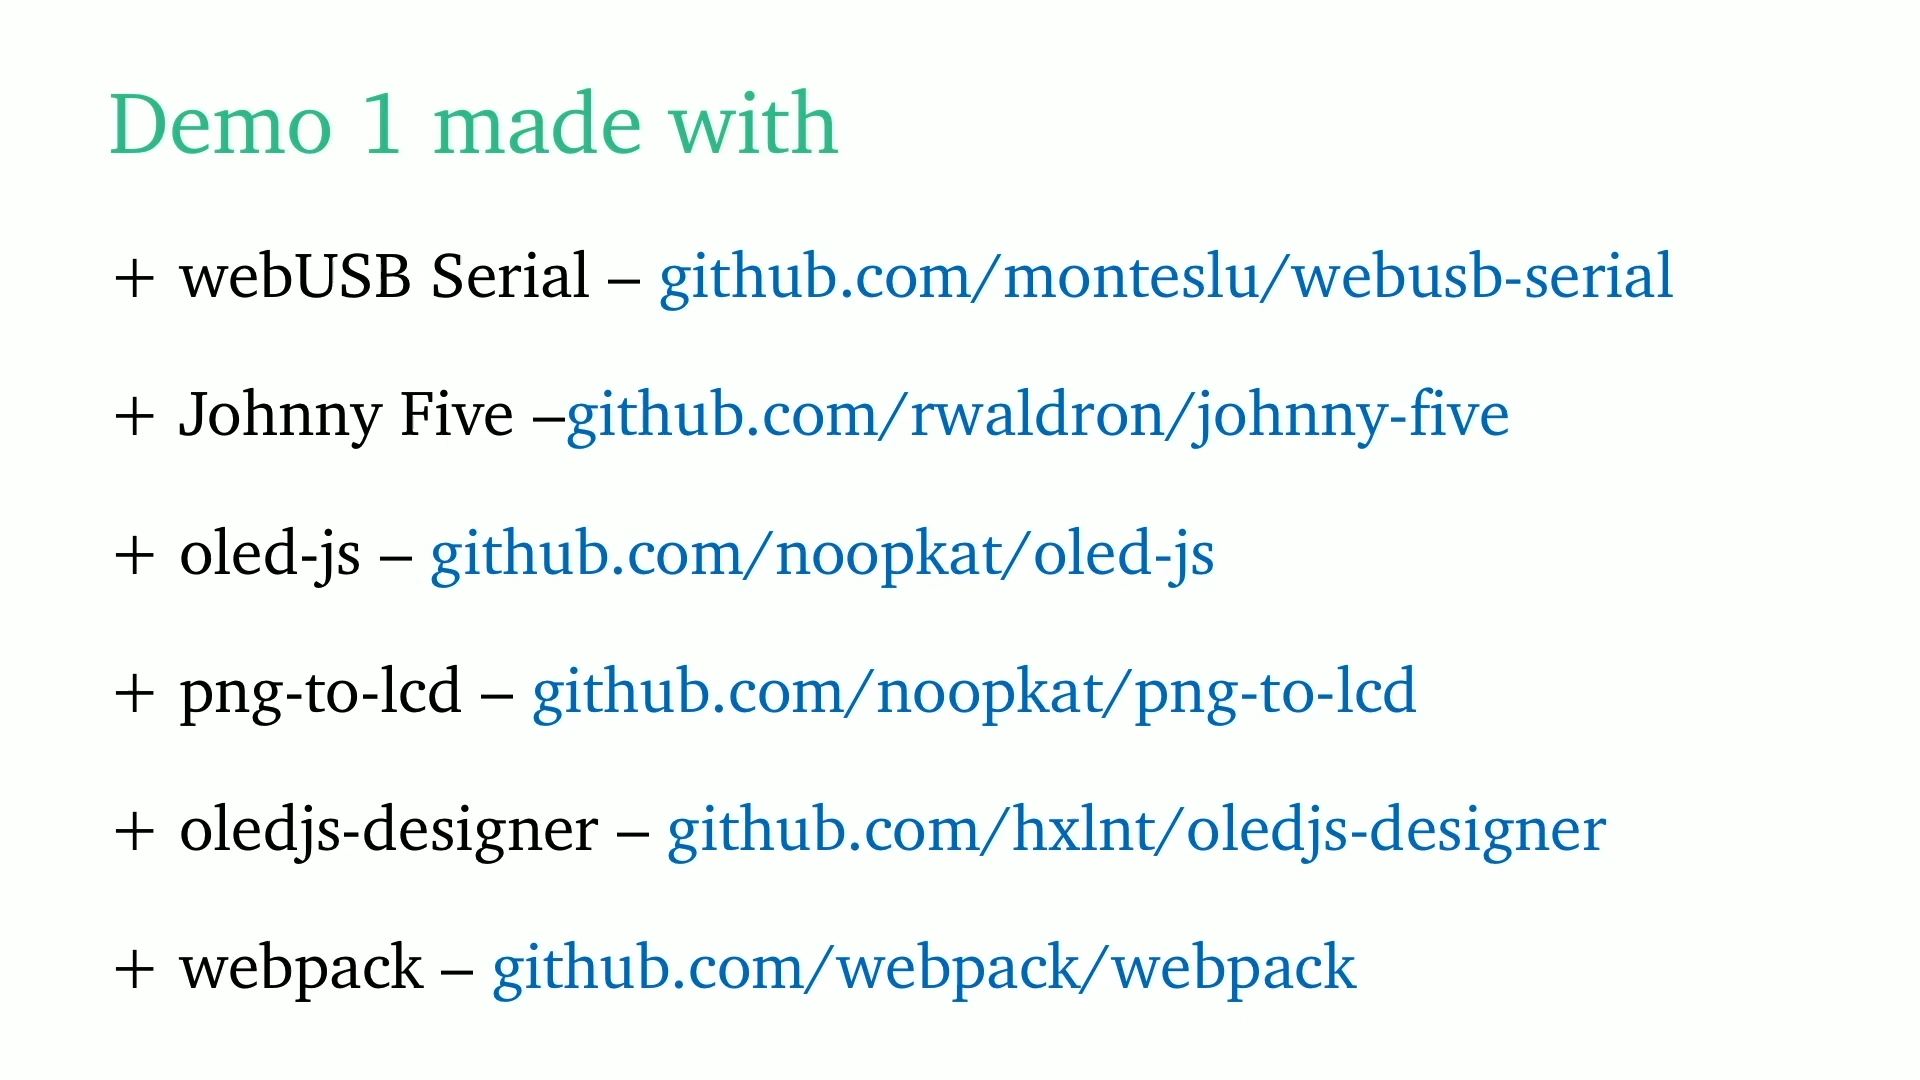 Demo 1 made with
+ webUSB Serial – github.com/monteslu/webusb-serial
+ Johnny Five –github.com/rwaldron/johnny-five
+ oled-js – github.com/noopkat/oled-js
+ png-to-lcd – github.com/noopkat/png-to-lcd
+ oledjs-designer – github.com/hxlnt/oledjs-designer
+ webpack – github.com/webpack/webpack